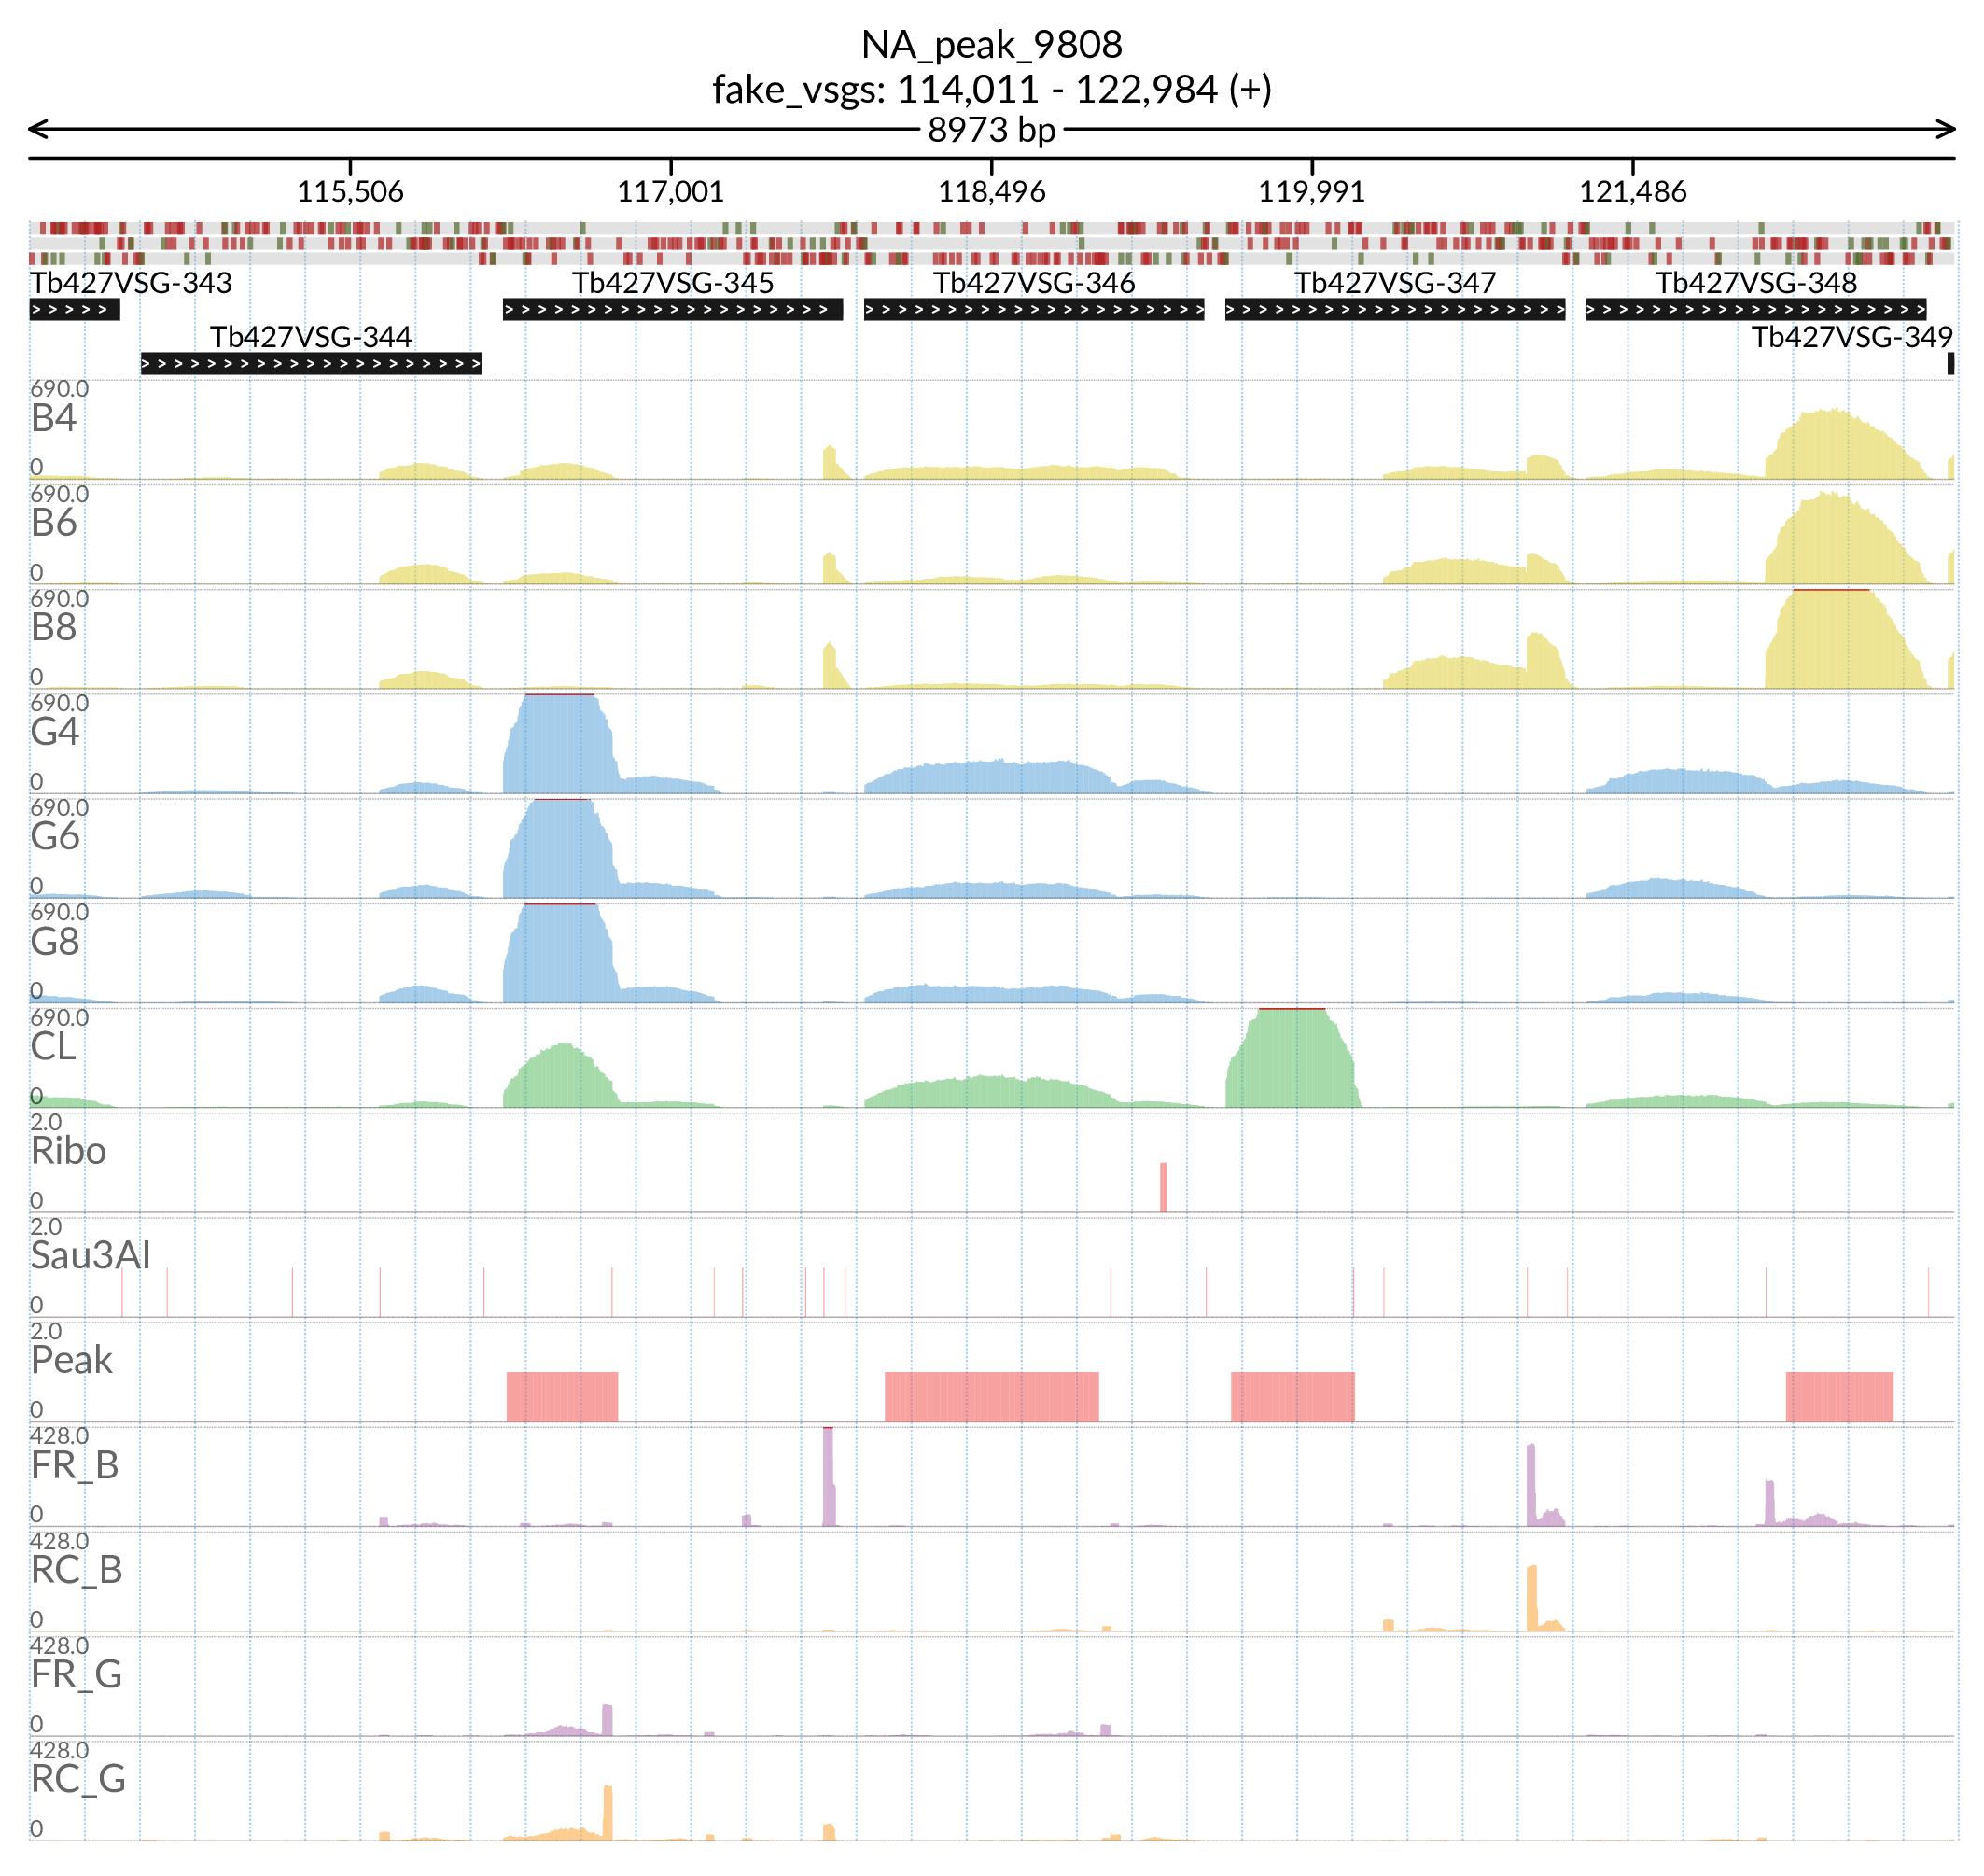 NA_peak_9808
fake_vsgs: 114,011 - 122,984 (+)
8973 bp
115,506 117,001 118,496 119,991 121,486
Tb427VSG-343 Tb427VSG-345 Tb427VSG-346 Tb427VSG-347 Tb427VSG-348
Tb427VSG-344 Tb427VSG-349
690.0
B4
0
690.0
B6
0
690.0
B8
0
690.0
G4
0
690.0
G6
0
690.0
G8
0
690.0
CL
0
2.0
Ribo
0
2.0
Sau3AI
0
2.0
Peak
0
428.0
FR_B
0
428.0
RC_B
0
428.0
FR_G
0
428.0
RC_G
0